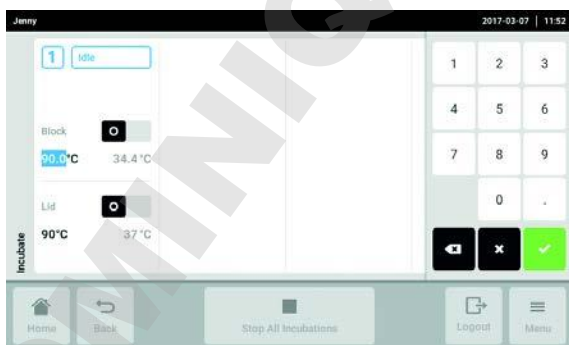 Jenny
2017-03-07 | 11:52
1
Idle
Block
90.0°C 34.4 °C
Lid
90°C 37 °C
Incubate
1 2 3
4 5 6
7 8 9
0 .
Home
Back
Stop All Incubations
Logout
Menu